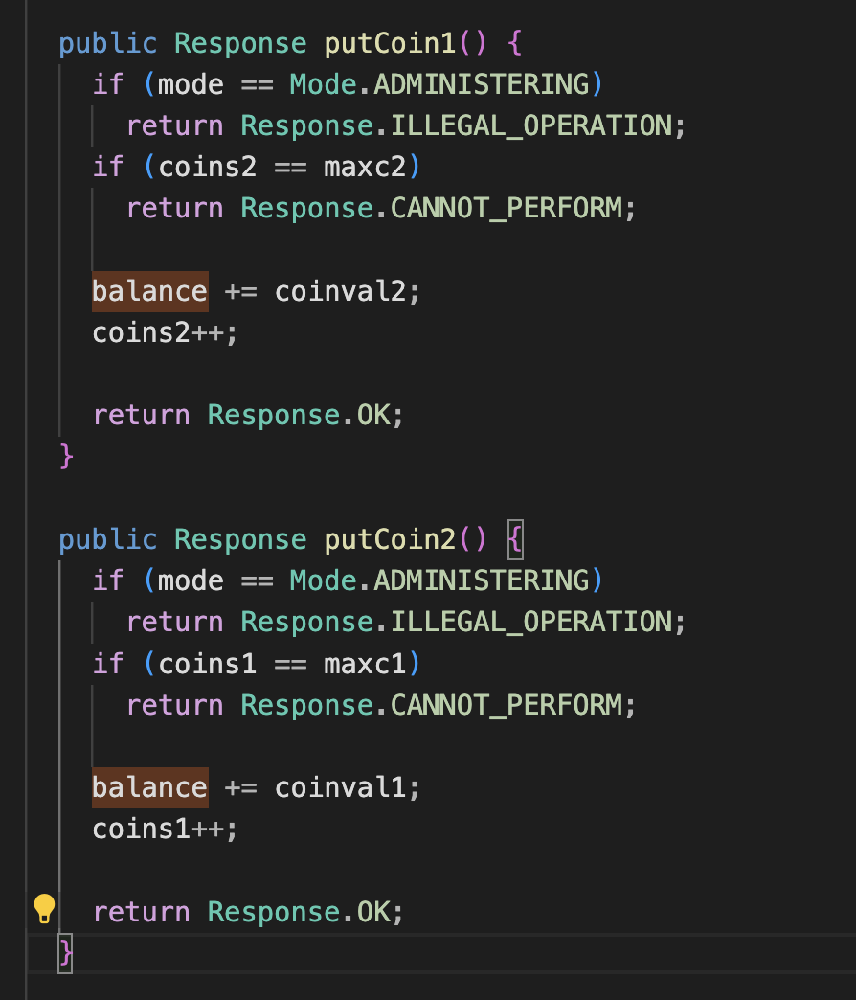 public Response putCoin1() {
if (mode == Mode.ADMINISTERING)
return Response.ILLEGAL_OPERATION;
if (coins2 == maxc2)
return Response.CANNOT_PERFORM;
balance += coinval2;
coins2++;
return Response.OK;
}
public Response putCoin2() {
if (mode == Mode.ADMINISTERING)
return Response.ILLEGAL_OPERATION;
if (coins1 == maxc1)
return Response.CANNOT_PERFORM;
balance += coinval1;
coins1++;
return Response.OK;
}